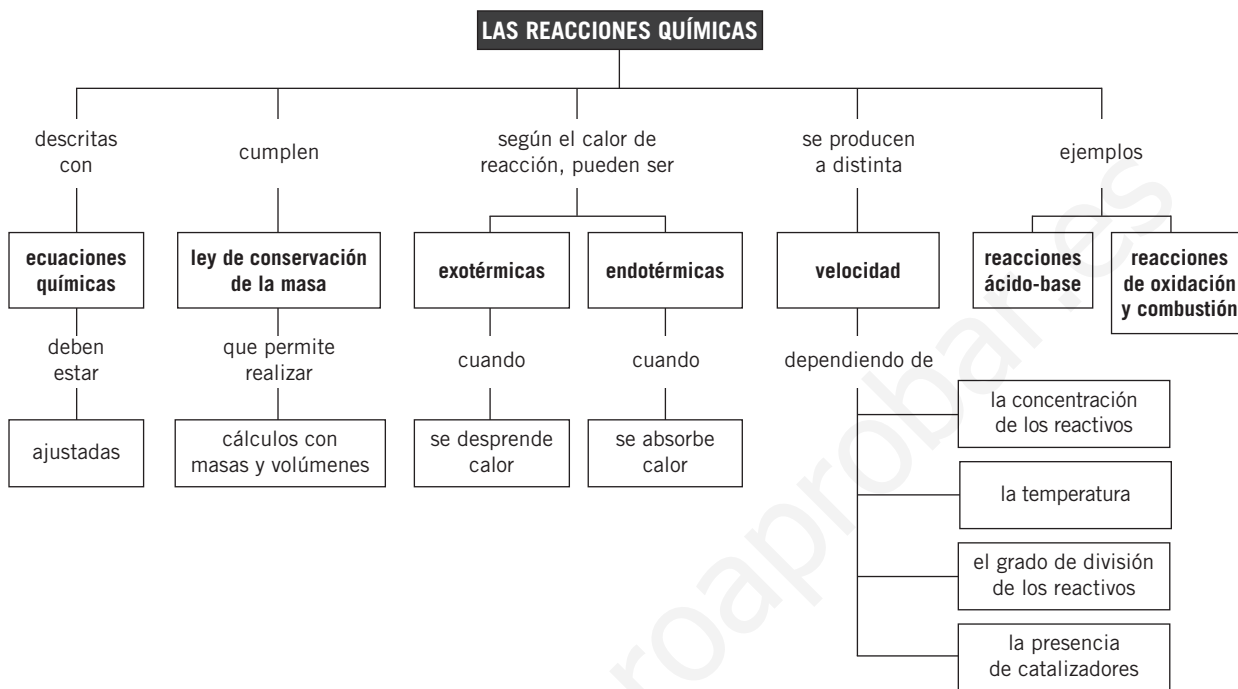 LAS REACCIONES QUÍMICAS
descritas
con
cumplen
según el calor de
reacción, pueden ser
se producen
a distinta
ejemplos
ecuaciones
químicas
ley de conservación
de la masa
exotérmicas
endotérmicas
velocidad
reacciones
ácido-base
reacciones
de oxidación
y combustión
deben
estar
que permite
realizar
cuando
cuando
dependiendo de
ajustadas
cálculos con
masas y volúmenes
se desprende
calor
se absorbe
calor
la concentración
de los reactivos
la temperatura
el grado de división
de los reactivos
la presencia
de catalizadores
roaprobar.es